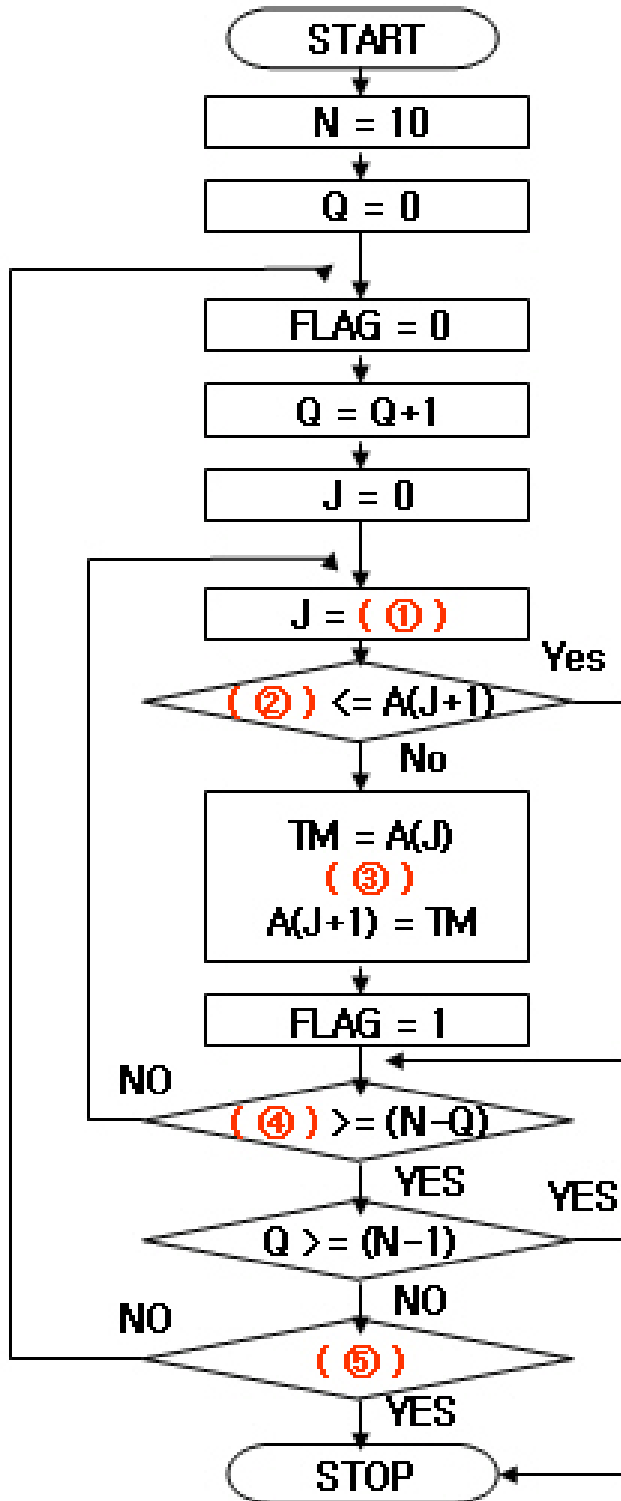 START
N = 10
Q = 0
FLAG = 0
Q = Q+1
J = 0
J = ( ① )
Yes
( ② ) <= A(J+1)
No
TM = A(J)
( ③ )
A(J+1) = TM
FLAG = 1
NO
( ④ ) >= (N-Q)
YES
YES
Q >= (N-1)
NO
NO
( ⑤ )
YES
STOP